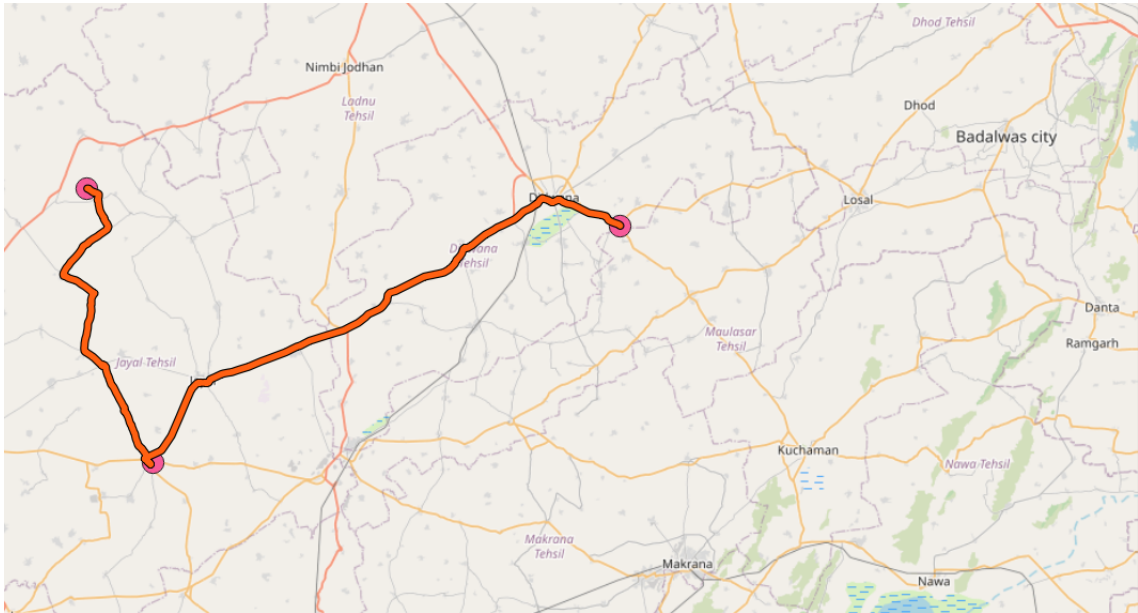 Dhod Tehsil
Nimbi Jodhan
Ladnu
Tehsil
Dhod
Badalwas city
Losal
Tehsil
Danta
Maulasar
Tehsil
Ramgarh
Jayal Tehsil
Kuchaman
Nawa Tehsil
Makrana
Tehsil
Makrana
Nawa